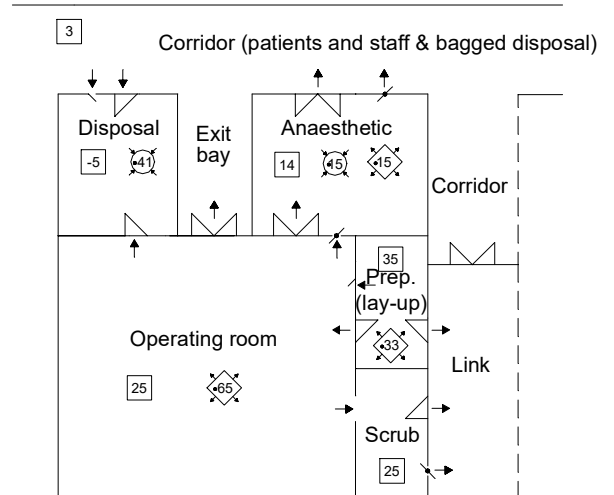 3
Corridor (patients and staff & bagged disposal)
Disposal
-5
.41
Exit
bay
Anaesthetic
14
.15
.15
Corridor
35
Prep.
(lay-up)
.33
Operating room
25
.65
Link
Scrub
25